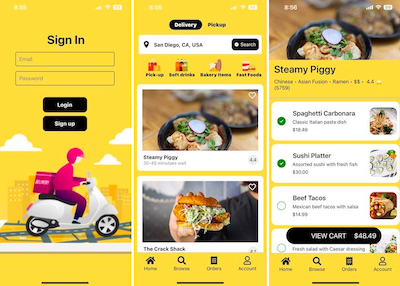 8:55
Sign In
Email
Password
Login
Sign up
DELIVERY
8:56
Delivery
Pickup
San Diego, CA, USA
Search
Pick-up
Soft drinks
Bakery Items
Fast Foods
Steamy Piggy
30-45 minutes wait
4.4
The Crack Shack
Home
Browse
Orders
Account
8:56
Steamy Piggy
Chinese • Asian Fusion • Ramen • $$ • 4.4
(5759)
Spaghetti Carbonara
Classic Italian pasta dish
$18.49
Sushi Platter
Assorted sushi with fresh fish
$30.00
Beef Tacos
Mexican beef tacos with salsa
$14.99
VIEW CART $48.49
Fresh salad with Caesar dressing
Home
Browse
Orders
Account